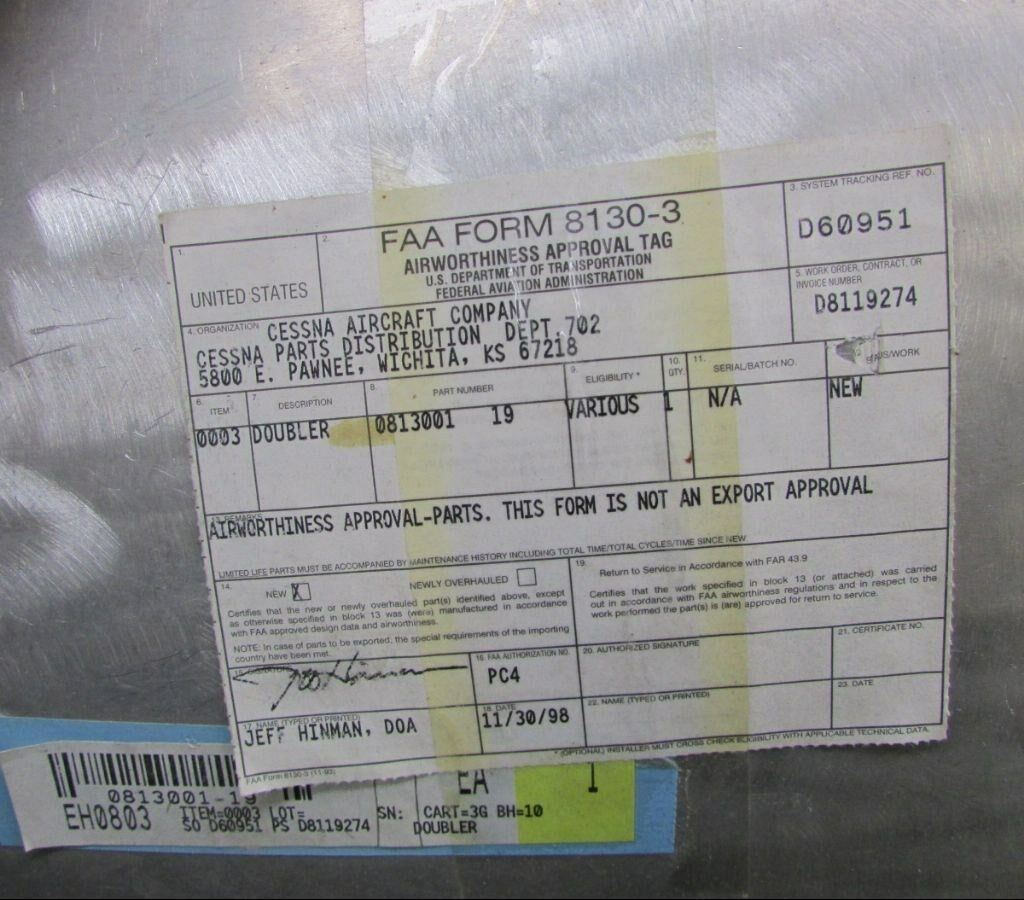 1.
UNITED STATES
2.
FAA FORM 8130-3
AIRWORTHINESS APPROVAL TAG
U.S. DEPARTMENT OF TRANSPORTATION
FEDERAL AVIATION ADMINISTRATION
3. SYSTEM TRACKING REF. NO.
D60951
4. ORGANIZATION
CESSNA AIRCRAFT COMPANY
CESSNA PARTS DISTRIBUTION DEPT.702
5800 E. PAWNEE, WICHITA, KS 67218
5. WORK ORDER, CONTRACT, OR
INVOICE NUMBER
D8119274
6. ITEM
7. DESCRIPTION
8. PART NUMBER
9. ELIGIBILITY *
10. QTY.
11. SERIAL/BATCH NO.
/WORK
0003 DOUBLER 0813001 19 VARIOUS 1 N/A NEW
13. REMARKS
AIRWORTHINESS APPROVAL-PARTS. THIS FORM IS NOT AN EXPORT APPROVAL
LIMITED LIFE PARTS MUST BE ACCOMPANIED BY MAINTENANCE HISTORY INCLUDING TOTAL TIME/TOTAL CYCLES/TIME SINCE NEW
14.
NEW X NEWLY OVERHAULED
Certifies that the new or newly overhauled part(s) identified above, except
as otherwise specified in block 13 was (were) manufactured in accordance
with FAA approved design data and airworthiness.
NOTE: In case of parts to be exported, the special requirements of the importing
country have been met.
19.
Return to Service in Accordance with FAR 43.9
Certifies that the work specified in block 13 (or attached) was carried
out in accordance with FAA airworthiness regulations and in respect to the
work performed the part(s) is (are) approved for return to service.
15. SIGNATURE
Jeff Hinman
16. FAA AUTHORIZATION NO.
PC4
20. AUTHORIZED SIGNATURE
21. CERTIFICATE NO.
17. NAME (TYPED OR PRINTED)
JEFF HINMAN, DOA
18. DATE
11/30/98
22. NAME (TYPED OR PRINTED)
23. DATE
FAA Form 8130-3 (11-93)
* (OPTIONAL) INSTALLER MUST CROSS CHECK ELIGIBILITY WITH APPLICABLE TECHNICAL DATA.
0813001-19
EH0803
ITEM=0003 LOT=
SO D60951 PS D8119274
SN:
EA 1
CART=3G BH=10
DOUBLER